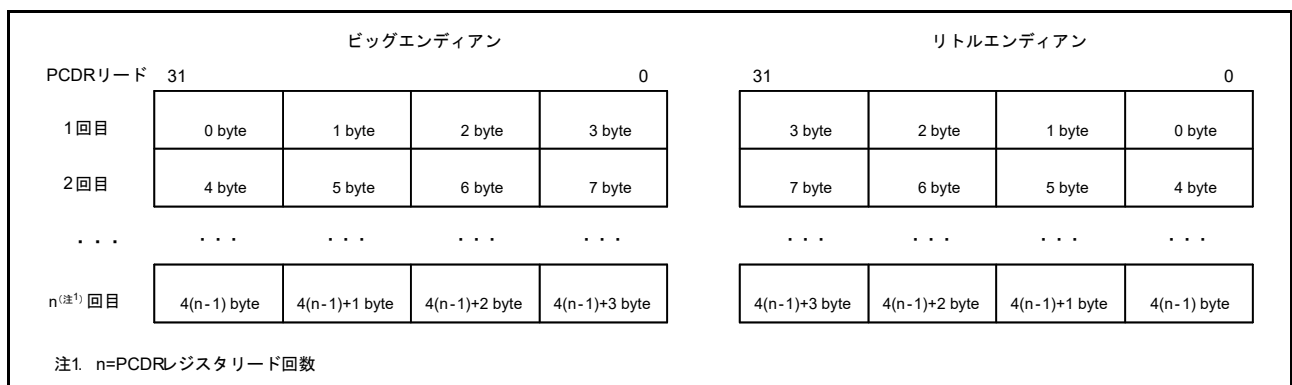 ビッグエンディアン リトルエンディアン
PCDRリード 31 0 31 0
1回目 0 byte 1 byte 2 byte 3 byte 3 byte 2 byte 1 byte 0 byte
2回目 4 byte 5 byte 6 byte 7 byte 7 byte 6 byte 5 byte 4 byte
・・・ ・・・ ・・・ ・・・ ・・・ ・・・ ・・・ ・・・ ・・・
n(注1)回目 4(n-1) byte 4(n-1)+1 byte 4(n-1)+2 byte 4(n-1)+3 byte 4(n-1)+3 byte 4(n-1)+2 byte 4(n-1)+1 byte 4(n-1) byte
注1. n=PCDRレジスタリード回数